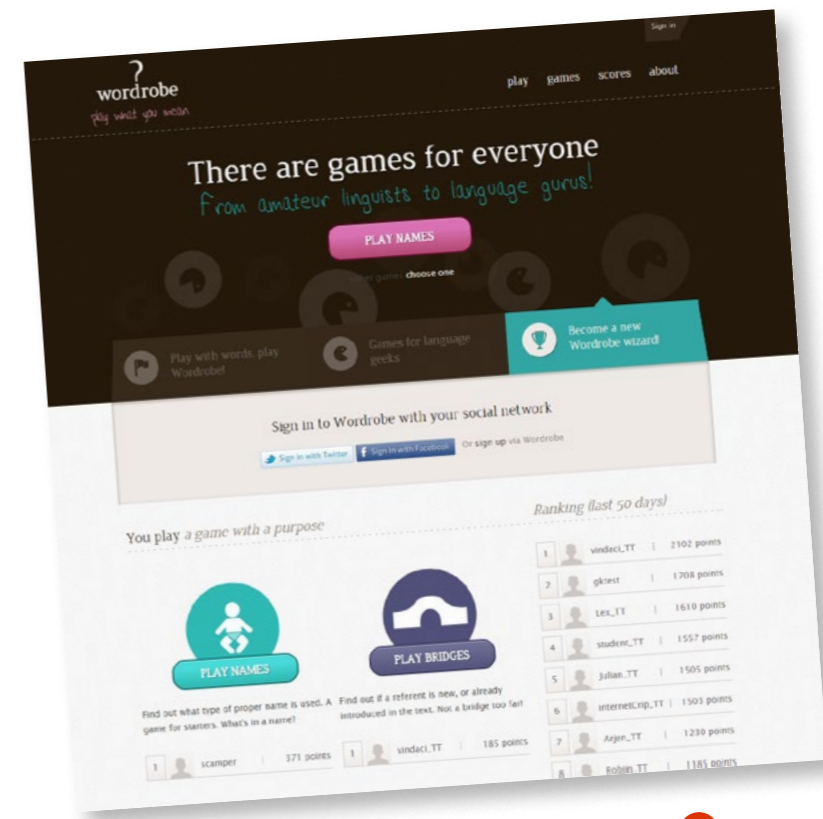 Sign in
wordrobe
play what you mean
play games scores about
There are games for everyone
From amateur linguists to language gurus!
PLAY NAMES
other games choose one
Play with words, play
Wordrobe!
Games for language
geeks
Become a new
Wordrobe wizard!
Sign in to Wordrobe with your social network
Sign in with Twitter
Sign in with Facebook
Or sign up via Wordrobe
You play a game with a purpose
PLAY NAMES
Find out what type of proper name is used. A
game for starters. What's in a name?
1 scamper | 371 points
PLAY BRIDGES
Find out if a referent is new, or already
introduced in the text. Not a bridge too far!
1 vindaci_TT | 185 points
Ranking (last 50 days)
1 vindaci_TT | 2102 points
2 gktest | 1708 points
3 Lex_TT | 1610 points
4 student_TT | 1557 points
5 Julian_TT | 1505 points
6 InternetCrip_TT | 1503 points
7 Arjen_TT | 1230 points
8 Robijn_TT | 1185 points